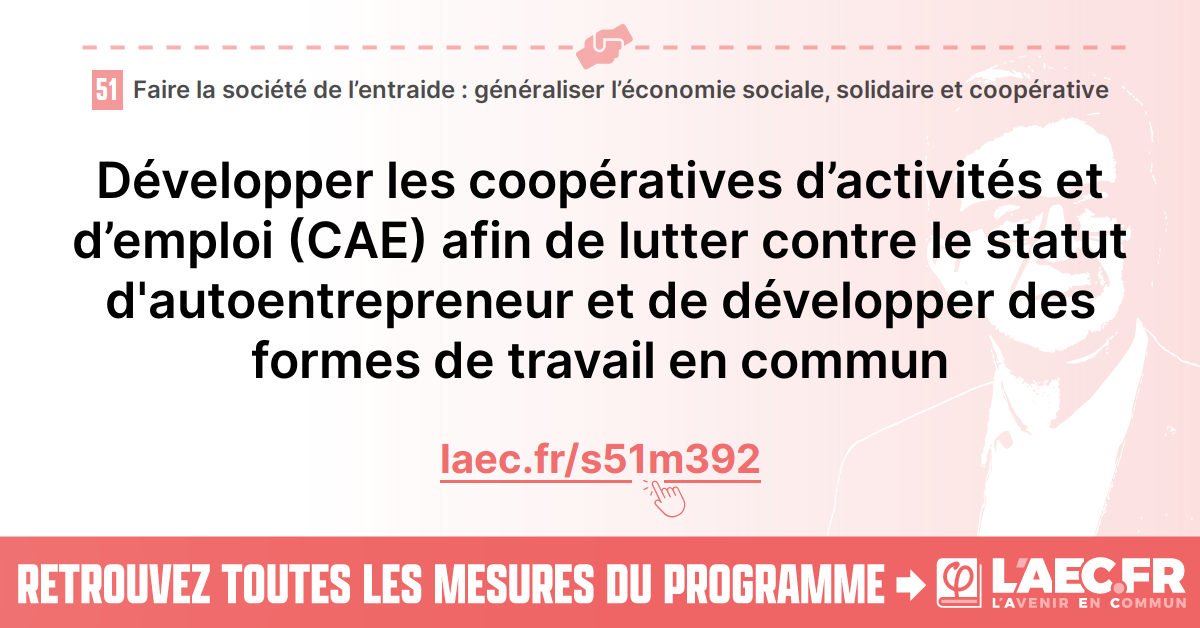 51 Faire la société de l’entraide : généraliser l’économie sociale, solidaire et coopérative
Développer les coopératives d’activités et
d’emploi (CAE) afin de lutter contre le statut
d'autoentrepreneur et de développer des
formes de travail en commun
laec.fr/s51m392
RETROUVEZ TOUTES LES MESURES DU PROGRAMME
φ L'AEC.FR
L'AVENIR EN COMMUN